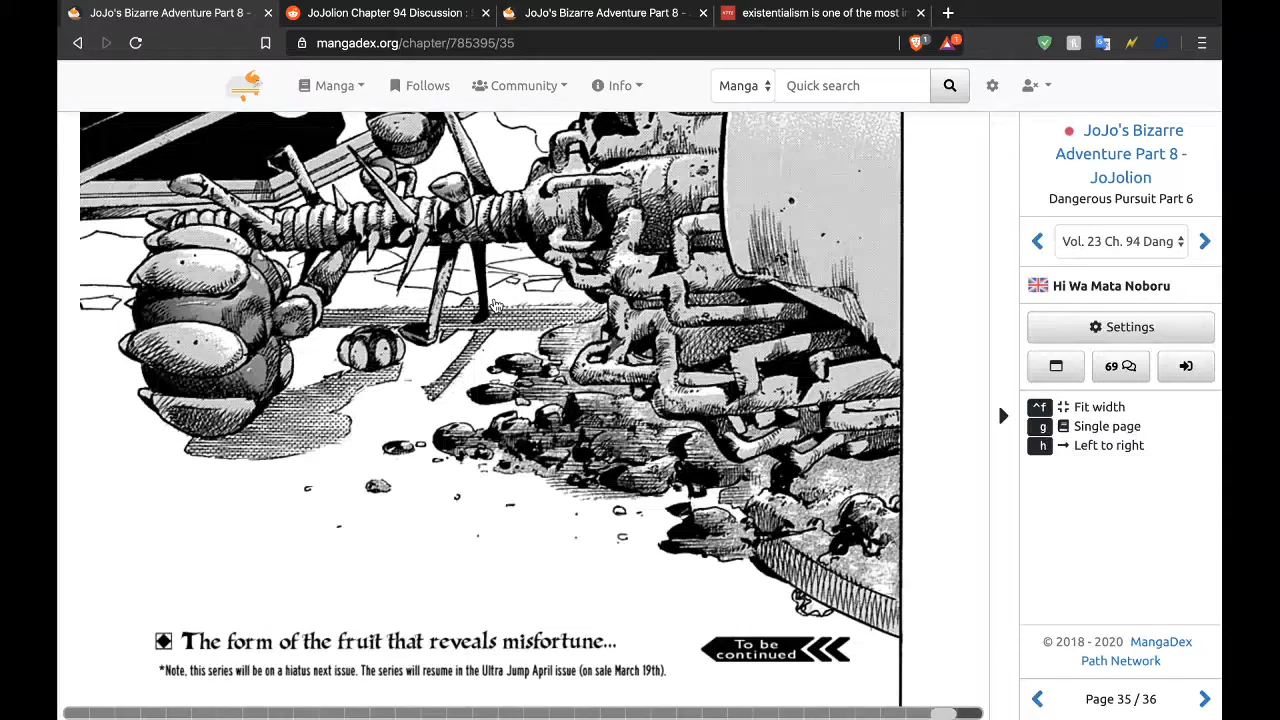 JoJo's Bizarre Adventure Part 8 -
JoJolion Chapter 94 Discussion :
JoJo's Bizarre Adventure Part 8 -
existentialism is one of the most i
mangadex.org/chapter/785395/35
1
1
Manga
Follows
Community
Info
Manga
Quick search
JoJo's Bizarre
Adventure Part 8 -
JoJolion
Dangerous Pursuit Part 6
Vol. 23 Ch. 94 Dang
Hi Wa Mata Noboru
Settings
69
^f Fit width
g Single page
h Left to right
The form of the fruit that reveals misfortune...
To be
continued
*Note, this series will be on a hiatus next issue. The series will resume in the Ultra Jump April issue (on sale March 19th).
© 2018 - 2020 MangaDex
Path Network
Page 35 / 36